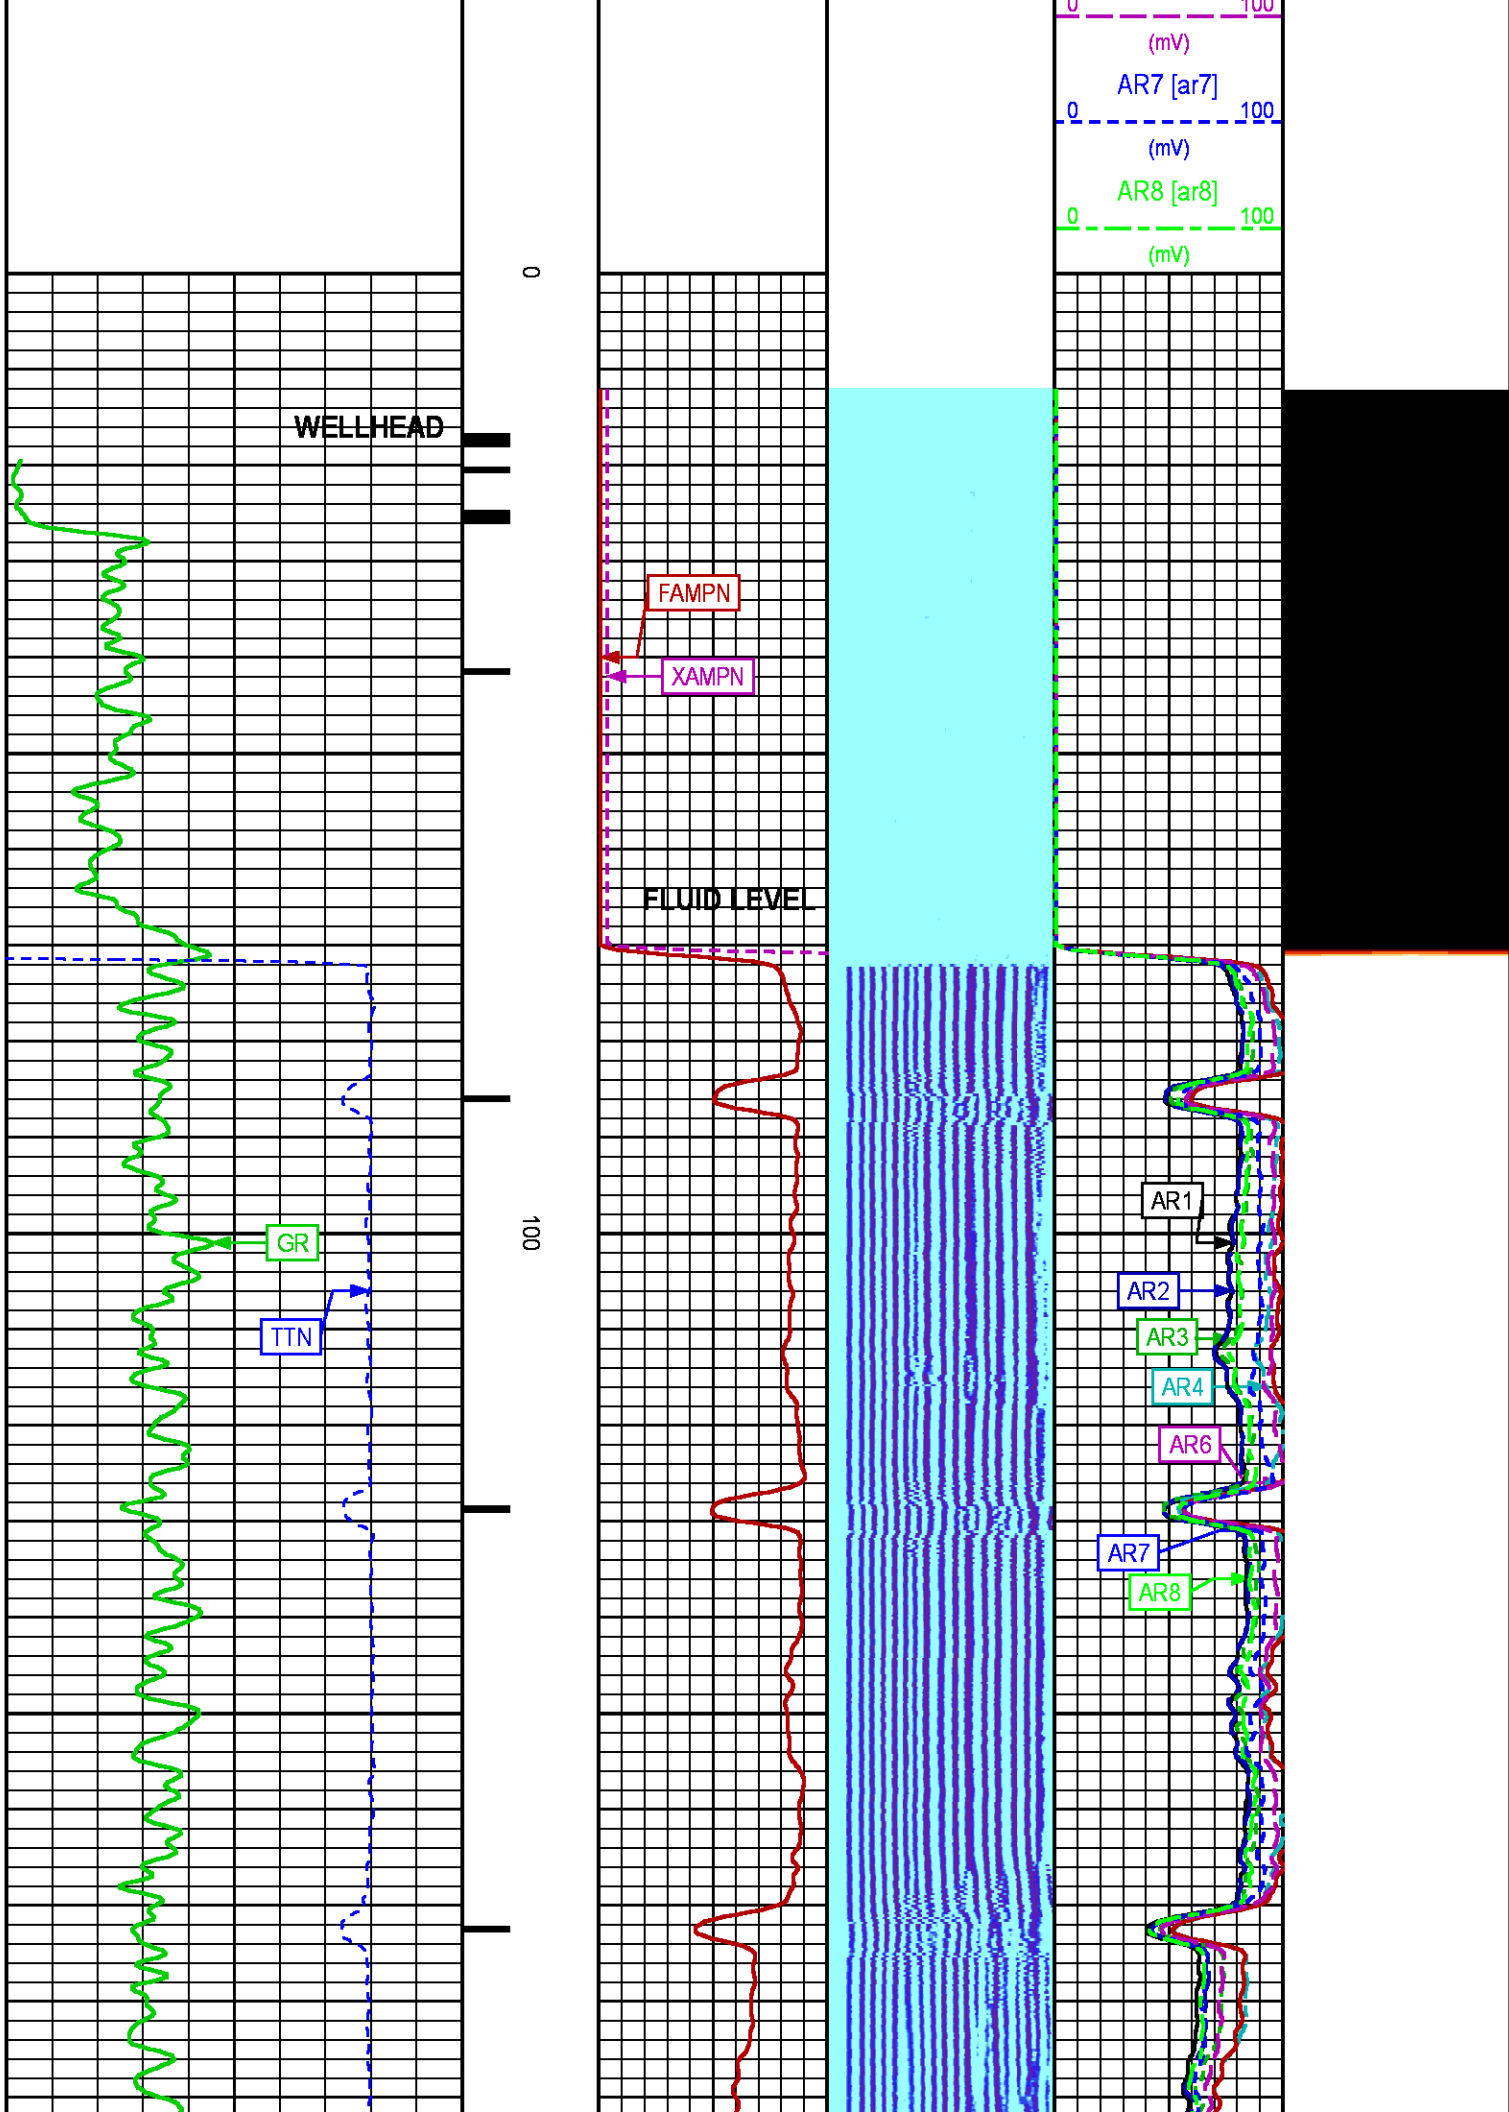 0 100
(mV)
AR7 [ar7]
0 100
(mV)
AR8 [ar8]
0 100
(mV)
0
WELLHEAD
FAMPN
XAMPN
FLUID LEVEL
AR1
100
GR
AR2
TTN
AR3
AR4
AR6
AR7
AR8